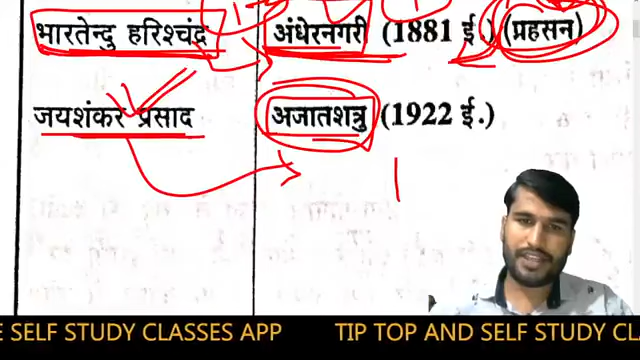 भारतेन्दु हरिश्चंद्र अंधेरनगरी (1881 ई.) (प्रहसन)
जयशंकर प्रसाद अजातशत्रु (1922 ई.)
E SELF STUDY CLASSES APP TIP TOP AND SELF STUDY CLA